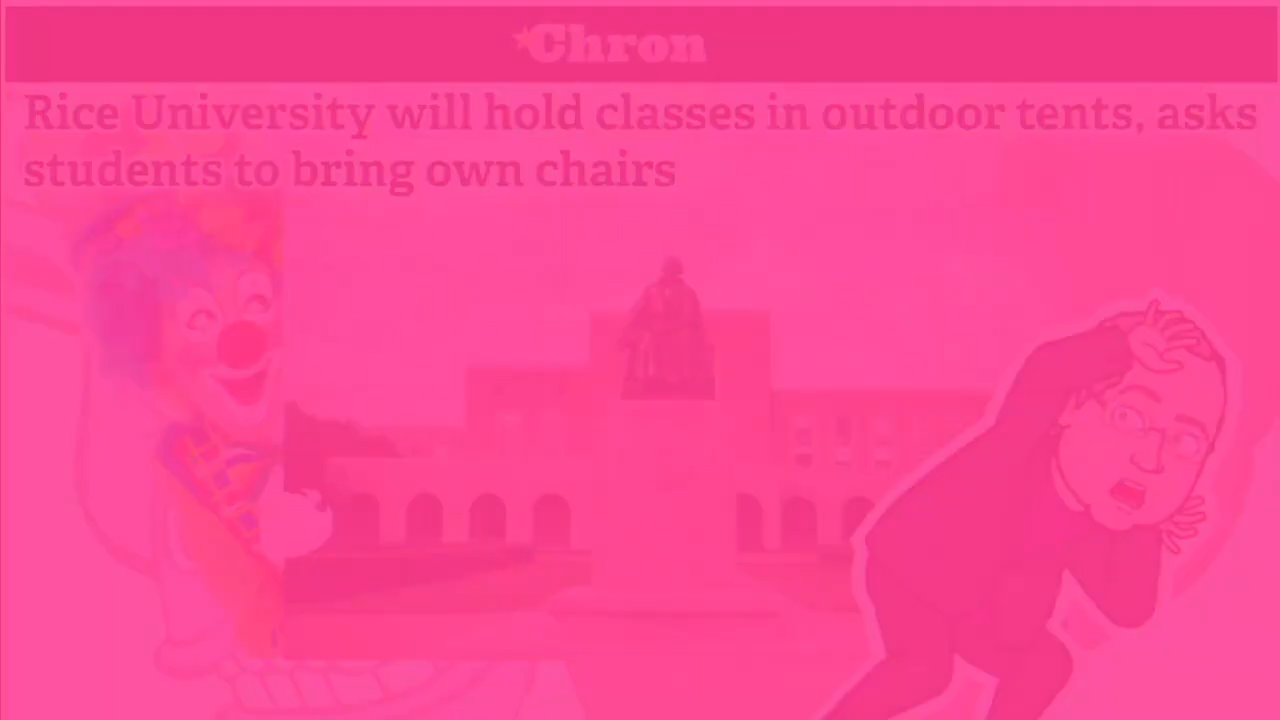 Chron
Rice University will hold classes in outdoor tents, asks
students to bring own chairs